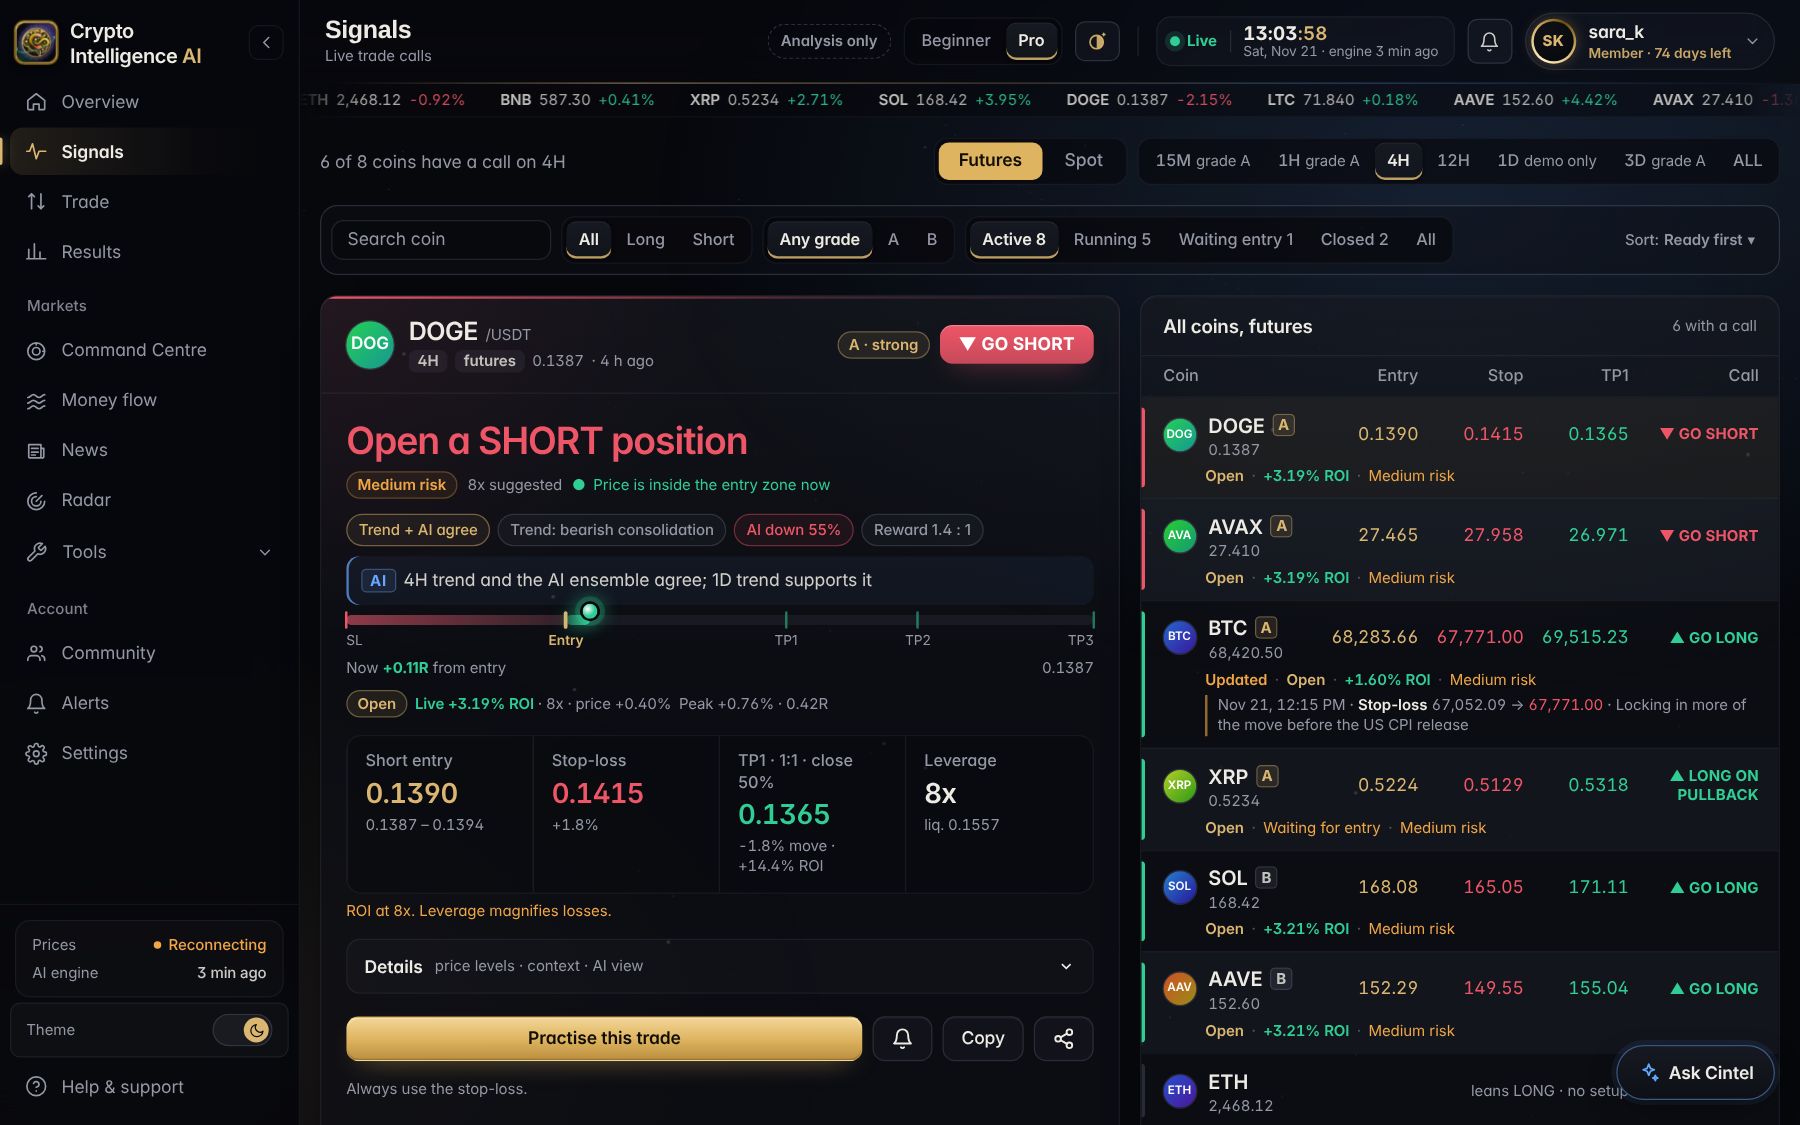 Crypto
Intelligence AI
Overview
Signals
Trade
Results
Markets
Command Centre
Money flow
News
Radar
Tools
Account
Community
Alerts
Settings
Prices
Reconnecting
AI engine
3 min ago
Theme
Help & support
Signals
Live trade calls
Analysis only
Beginner
Pro
Live
13:03:58
Sat, Nov 21 · engine 3 min ago
SK
sara_k
Member · 74 days left
ETH 2,468.12 -0.92%
BNB 587.30 +0.41%
XRP 0.5234 +2.71%
SOL 168.42 +3.95%
DOGE 0.1387 -2.15%
LTC 71.840 +0.18%
AAVE 152.60 +4.42%
AVAX 27.410
6 of 8 coins have a call on 4H
Futures
Spot
15M grade A
1H grade A
4H
12H
1D demo only
3D grade A
ALL
Search coin
All
Long
Short
Any grade
A
B
Active 8
Running 5
Waiting entry 1
Closed 2
All
Sort: Ready first ▾
DOG
DOGE /USDT
4H futures 0.1387 · 4 h ago
A · strong
▼ GO SHORT
Open a SHORT position
Medium risk
8x suggested
Price is inside the entry zone now
Trend + AI agree
Trend: bearish consolidation
AI down 55%
Reward 1.4 : 1
AI 4H trend and the AI ensemble agree; 1D trend supports it
SL
Entry
TP1
TP2
TP3
Now +0.11R from entry
0.1387
Open
Live +3.19% ROI · 8x · price +0.40% Peak +0.76% · 0.42R
Short entry
0.1390
0.1387 – 0.1394
Stop-loss
0.1415
+1.8%
TP1 · 1:1 · close
50%
0.1365
-1.8% move ·
+14.4% ROI
Leverage
8x
liq. 0.1557
ROI at 8x. Leverage magnifies losses.
Details price levels · context · AI view
Practise this trade
Copy
Always use the stop-loss.
All coins, futures
6 with a call
Coin Entry Stop TP1 Call
DOG
DOGE A
0.1387
0.1390 0.1415 0.1365 ▼ GO SHORT
Open · +3.19% ROI · Medium risk
AVA
AVAX A
27.410
27.465 27.958 26.971 ▼ GO SHORT
Open · +3.19% ROI · Medium risk
BTC
BTC A
68,420.50
68,283.66 67,771.00 69,515.23 ▲ GO LONG
Updated · Open · +1.60% ROI · Medium risk
Nov 21, 12:15 PM · Stop-loss 67,052.09 → 67,771.00 · Locking in more of
the move before the US CPI release
XRP
XRP A
0.5234
0.5224 0.5129 0.5318 ▲ LONG ON
PULLBACK
Open · Waiting for entry · Medium risk
SOL
SOL B
168.42
168.08 165.05 171.11 ▲ GO LONG
Open · +3.21% ROI · Medium risk
AAV
AAVE B
152.60
152.29 149.55 155.04 ▲ GO LONG
Open · +3.21% ROI · Medium risk
ETH
ETH
2,468.12
leans LONG · no setup
Ask Cintel